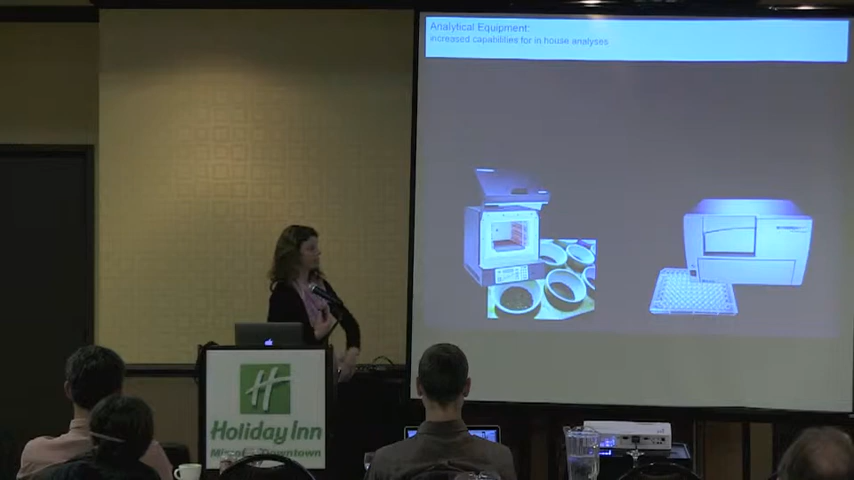 Analytical Equipment:
increased capabilities for in house analyses
H
Holiday Inn
Downtown